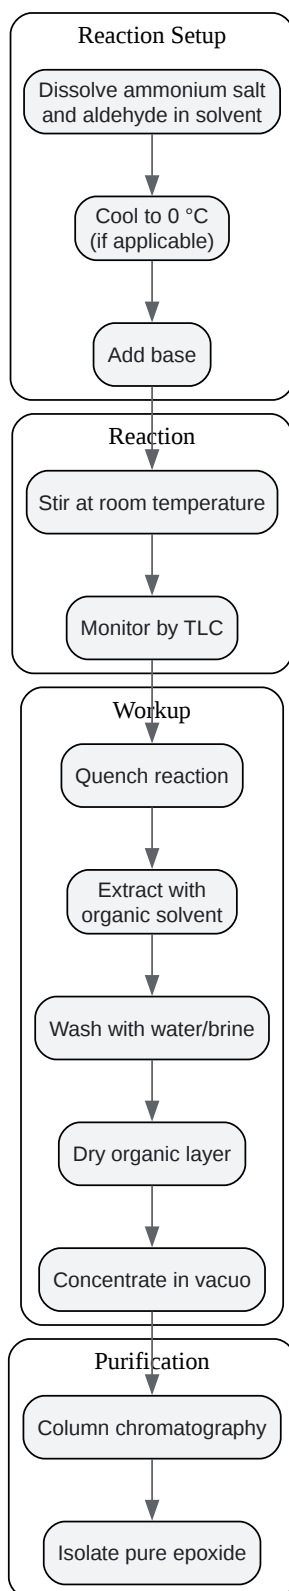 Reaction Setup
Dissolve ammonium salt
and aldehyde in solvent
Cool to 0 °C
(if applicable)
Add base
Reaction
Stir at room temperature
Monitor by TLC
Workup
Quench reaction
Extract with
organic solvent
Wash with water/brine
Dry organic layer
Concentrate in vacuo
Purification
Column chromatography
Isolate pure epoxide